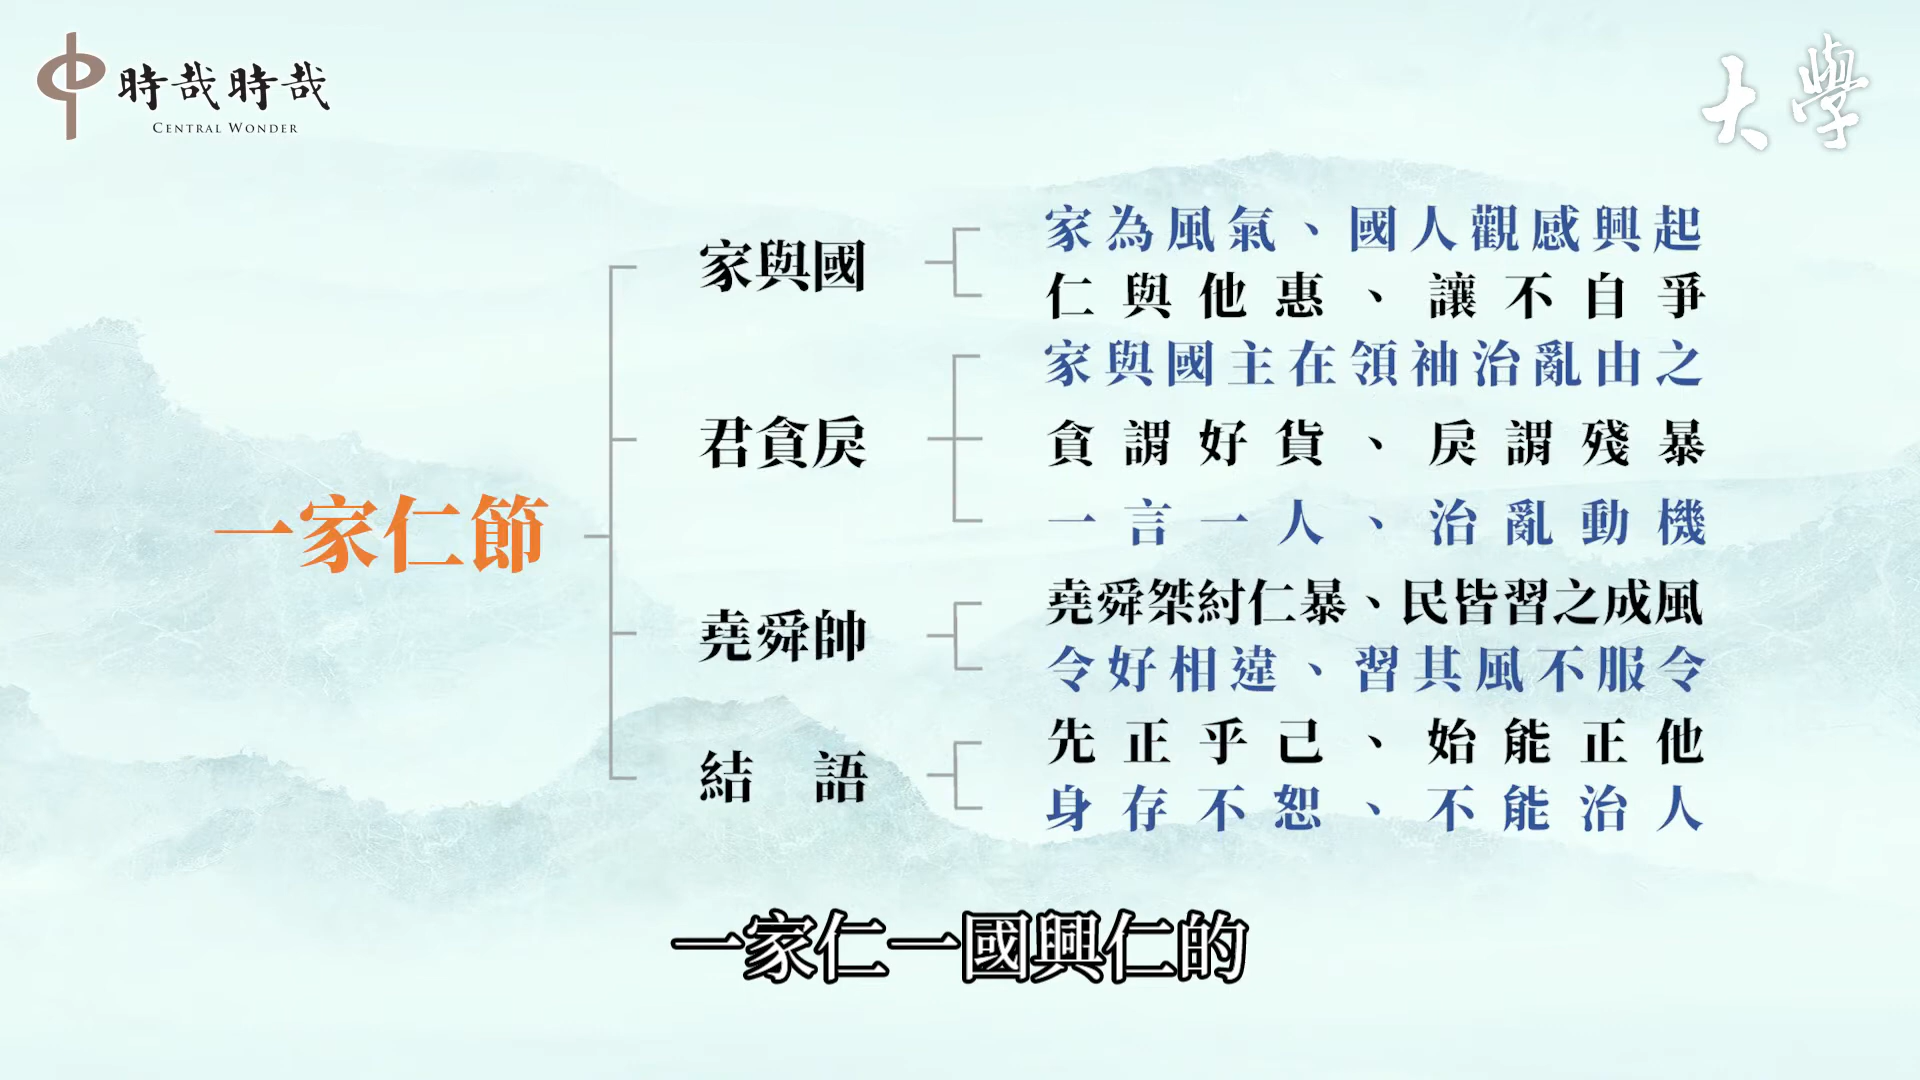 時哉時哉
CENTRAL WONDER
大學
一家仁節
家與國
家為風氣、國人觀感興起
仁與他惠、讓不自爭
君貪戾
家與國主在領袖治亂由之
貪謂好貨、戾謂殘暴
一言一人、治亂動機
堯舜帥
堯舜桀紂仁暴、民皆習之成風
令好相違、習其風不服令
結語
先正乎己、始能正他
身存不恕、不能治人
一家仁一國興仁的